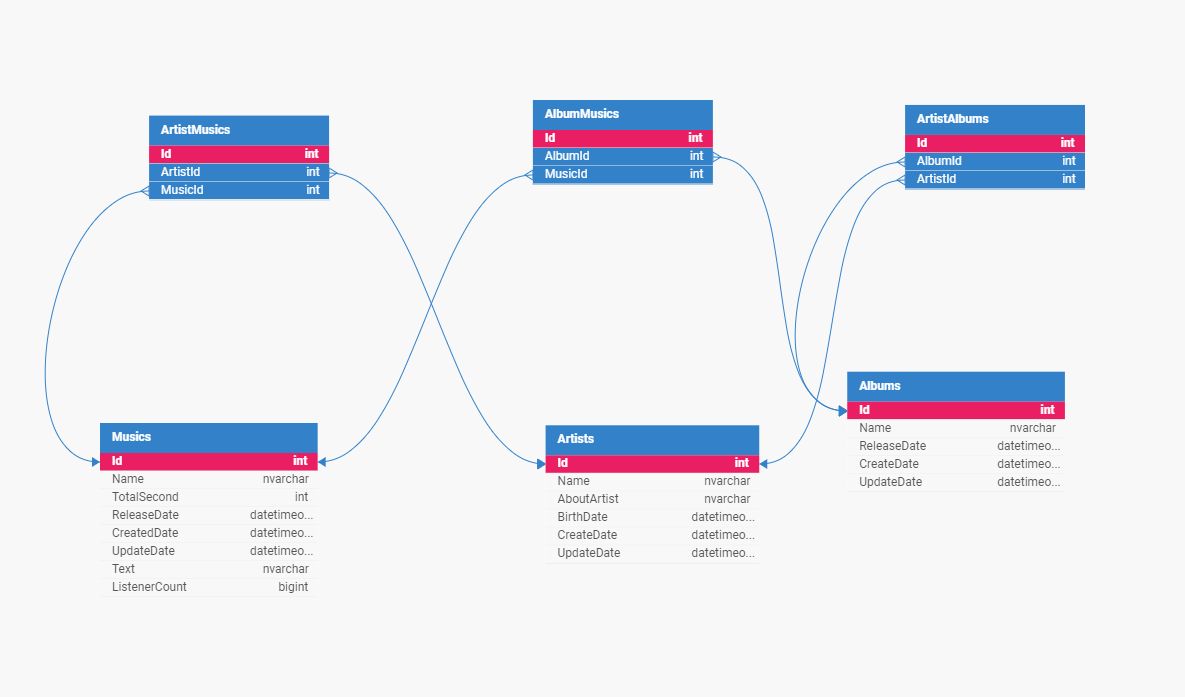 ArtistMusics
Id int
ArtistId int
MusicId int
AlbumMusics
Id int
AlbumId int
MusicId int
ArtistAlbums
Id int
AlbumId int
ArtistId int
Musics
Id int
Name nvarchar
TotalSecond int
ReleaseDate datetimeo...
CreatedDate datetimeo...
UpdateDate datetimeo...
Text nvarchar
ListenerCount bigint
Artists
Id int
Name nvarchar
AboutArtist nvarchar
BirthDate datetimeo...
CreateDate datetimeo...
UpdateDate datetimeo...
Albums
Id int
Name nvarchar
ReleaseDate datetimeo...
CreateDate datetimeo...
UpdateDate datetimeo...